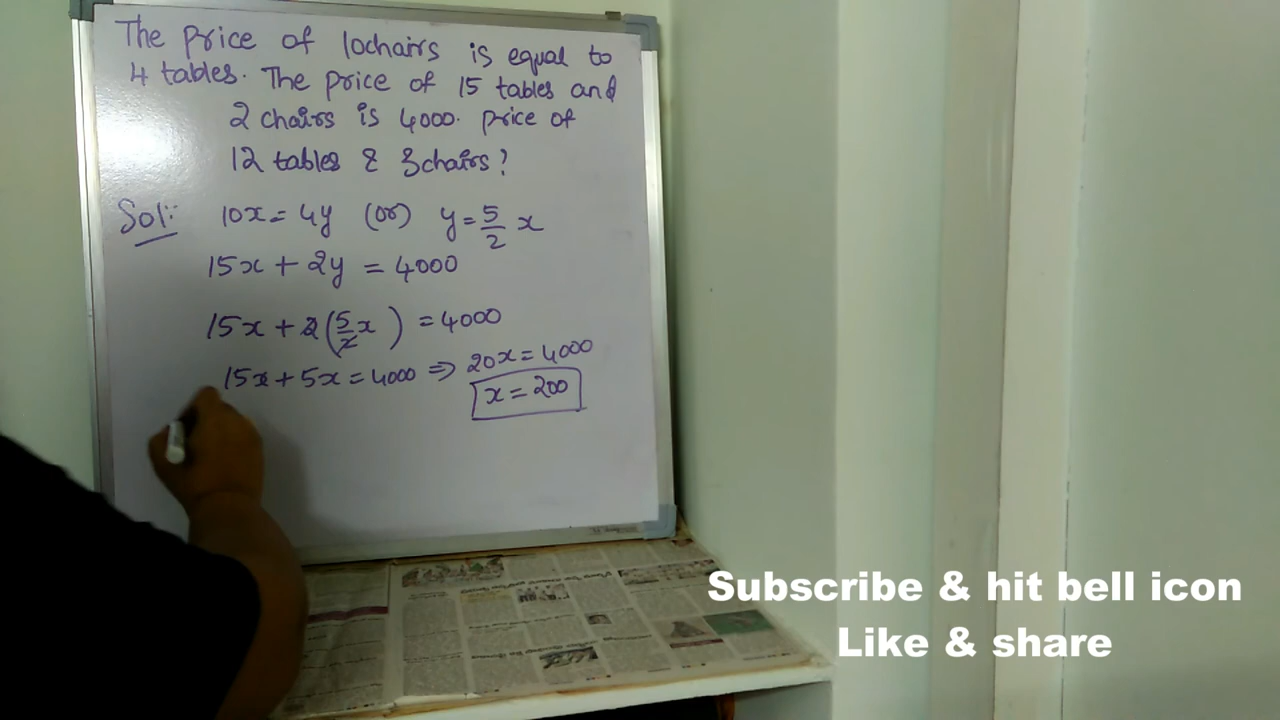 The price of 10chairs is equal to
4 tables. The price of 15 tables and
2 chairs is 4000. price of
12 tables & 3chairs?
Sol:- 10x = 4y (or) y = 5/2 x
15x + 2y = 4000
15x + 2(5/2 x) = 4000
15x + 5x = 4000 => 20x = 4000
x = 200
Subscribe & hit bell icon
Like & share